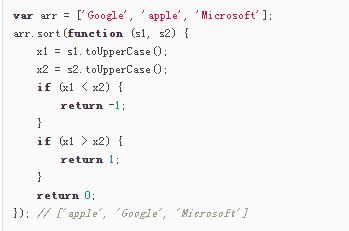 var arr = ['Google', 'apple', 'Microsoft'];
arr.sort(function (s1, s2) {
    x1 = s1.toUpperCase();
    x2 = s2.toUpperCase();
    if (x1 < x2) {
        return -1;
    }
    if (x1 > x2) {
        return 1;
    }
    return 0;
}); // ['apple', 'Google', 'Microsoft']